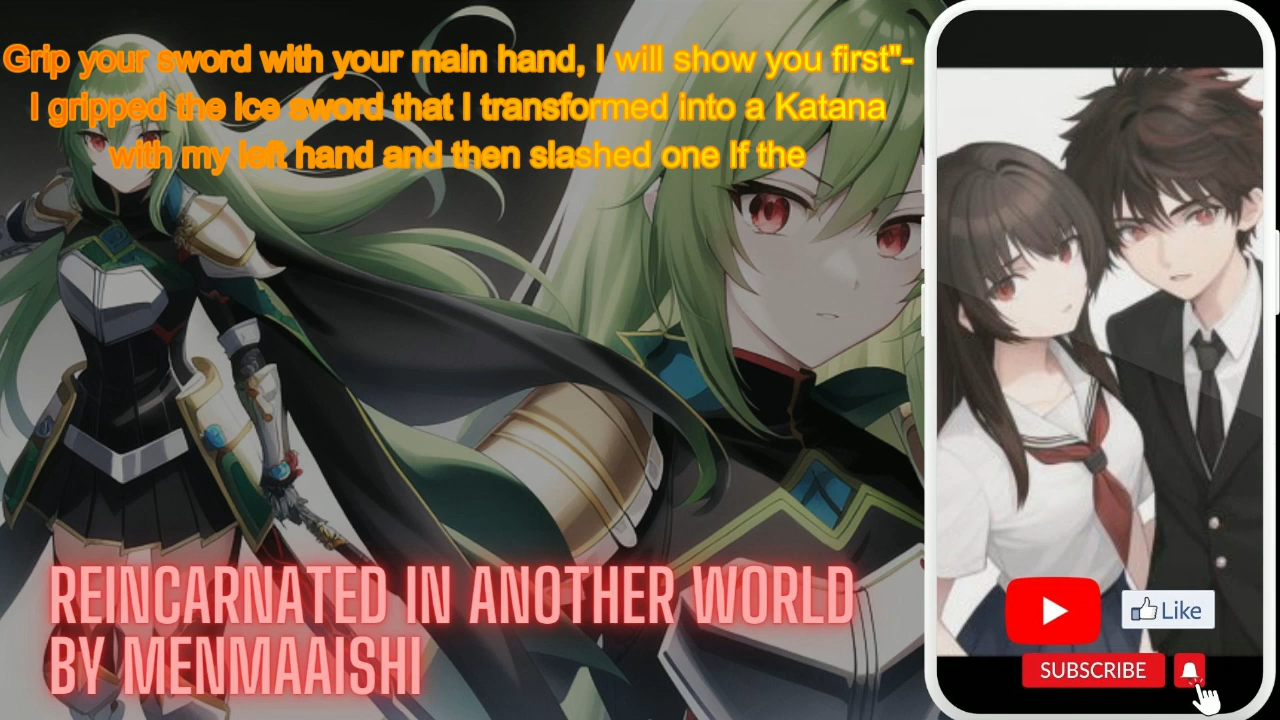 Grip your sword with your main hand, I will show you first"-
I gripped the ice sword that I transformed into a Katana
with my left hand and then slashed one If the
REINCARNATED IN ANOTHER WORLD
BY MENMAAISHI
Like
SUBSCRIBE